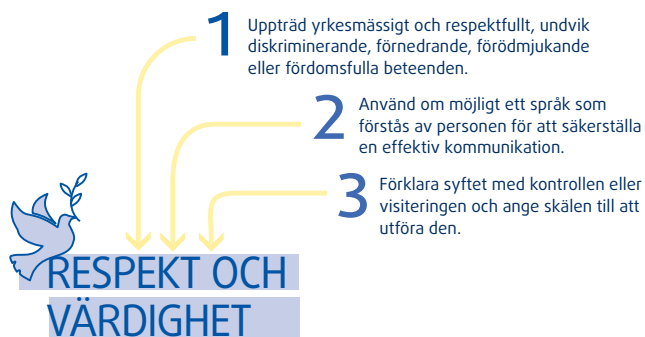 1
Uppträd yrkesmässigt och respektfullt, undvik
diskriminerande, förnedrande, förödmjukande
eller fördomsfulla beteenden.
2
Använd om möjligt ett språk som
förstås av personen för att säkerställa
en effektiv kommunikation.
3
Förklara syftet med kontrollen eller
visiteringen och ange skälen till att
utföra den.
RESPEKT OCH
VÄRDIGHET